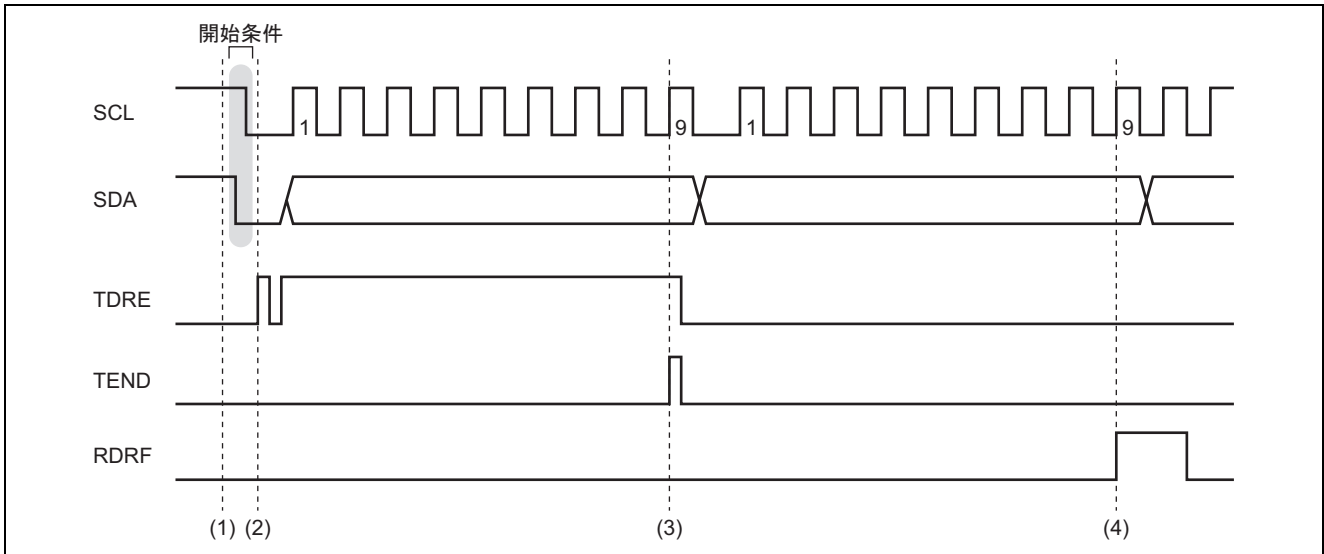 開始条件
SCL
1
9
1
9
SDA
TDRE
TEND
RDRF
(1) (2)
(3)
(4)